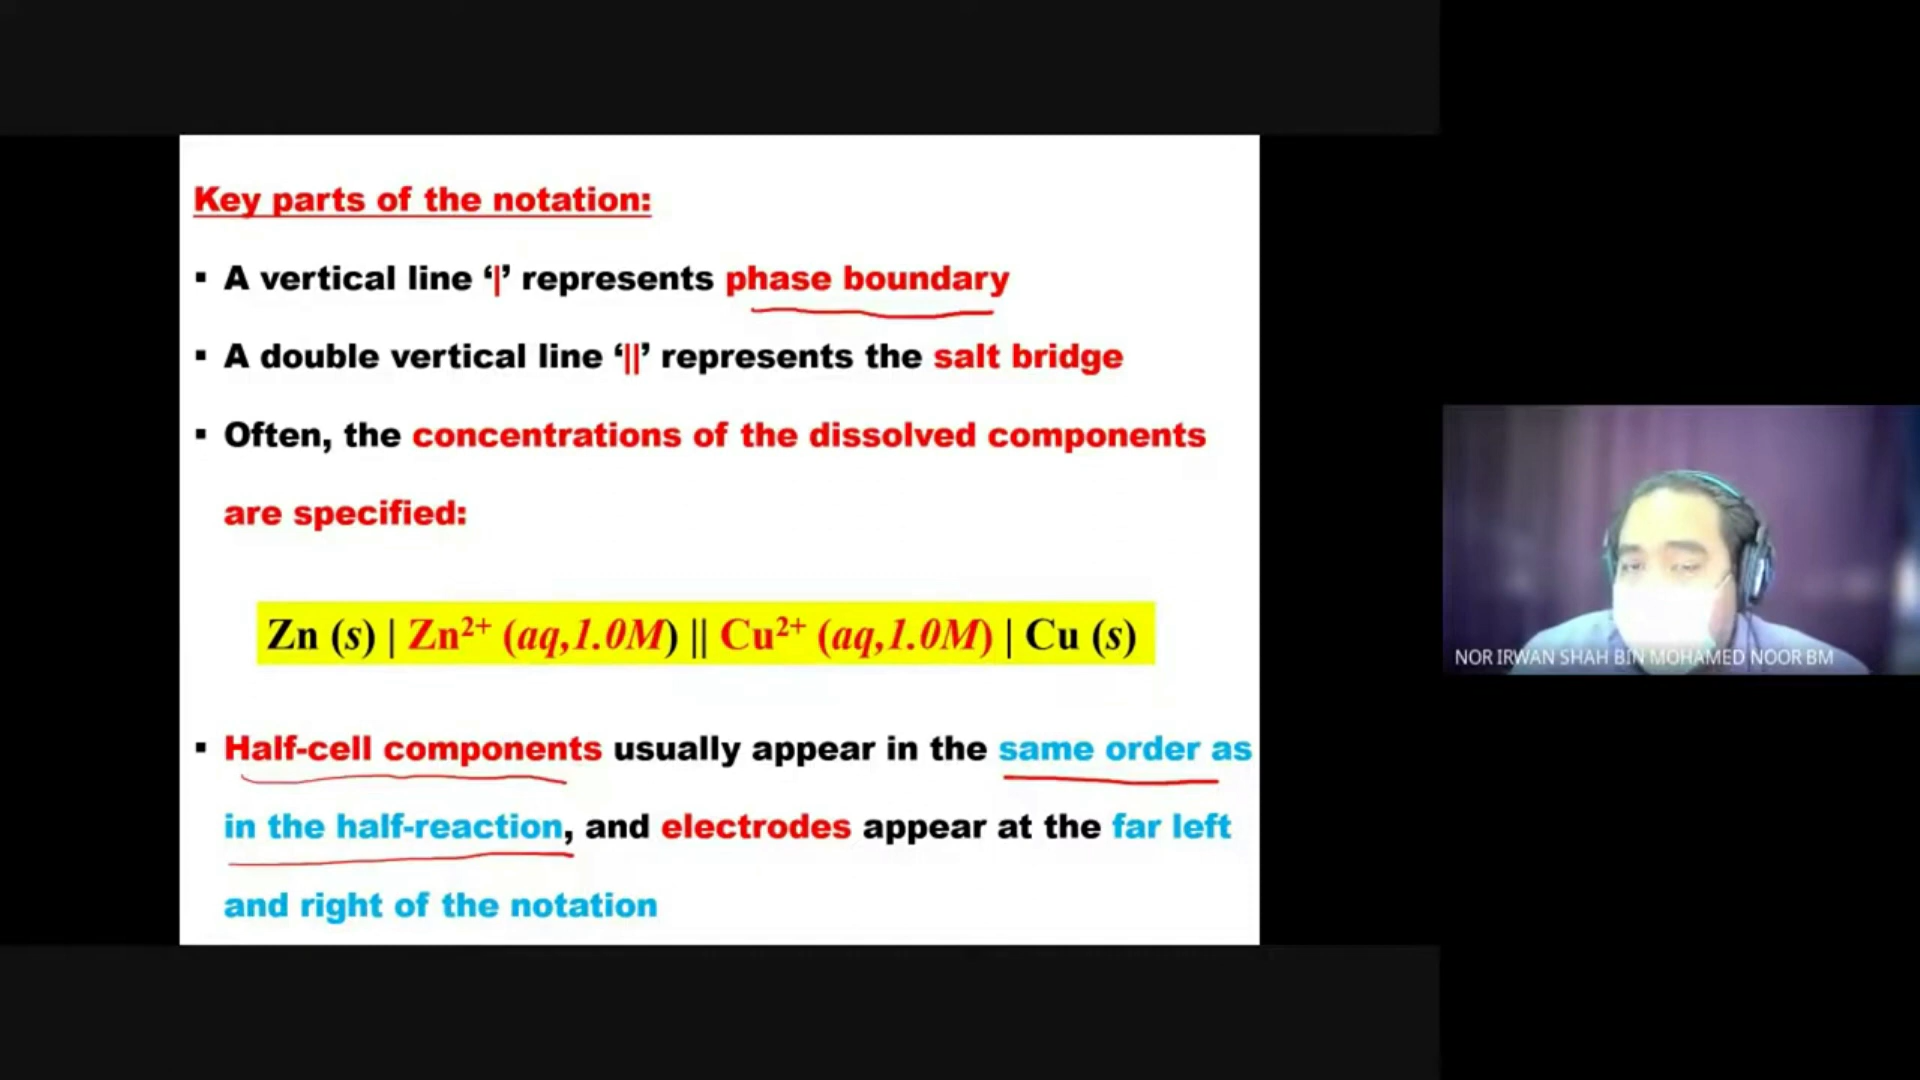 Key parts of the notation:
▪ A vertical line ‘|’ represents phase boundary
▪ A double vertical line ‘||’ represents the salt bridge
▪ Often, the concentrations of the dissolved components
are specified:
Zn (s) | Zn²⁺ (aq,1.0M) || Cu²⁺ (aq,1.0M) | Cu (s)
▪ Half-cell components usually appear in the same order as
in the half-reaction, and electrodes appear at the far left
and right of the notation
NOR IRWAN SHAH BIN MOHAMED NOOR BM